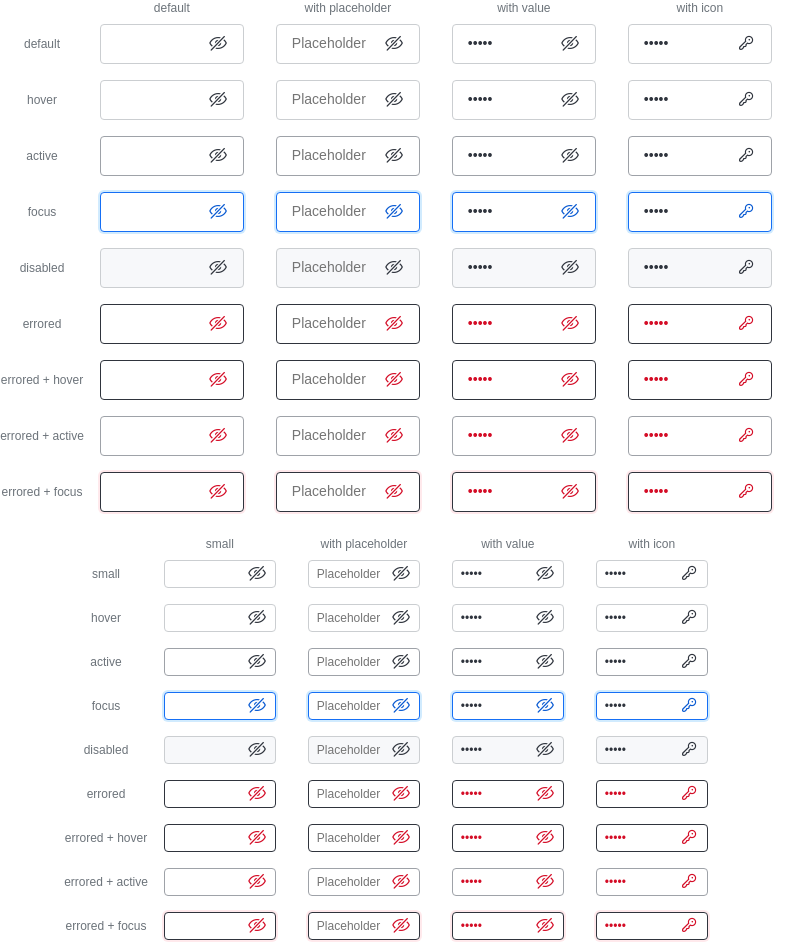 default with placeholder with value with icon
default Placeholder ••••• •••••
hover Placeholder ••••• •••••
active Placeholder ••••• •••••
focus Placeholder ••••• •••••
disabled Placeholder ••••• •••••
errored Placeholder ••••• •••••
errored + hover Placeholder ••••• •••••
errored + active Placeholder ••••• •••••
errored + focus Placeholder ••••• •••••
small with placeholder with value with icon
small Placeholder ••••• •••••
hover Placeholder ••••• •••••
active Placeholder ••••• •••••
focus Placeholder ••••• •••••
disabled Placeholder ••••• •••••
errored Placeholder ••••• •••••
errored + hover Placeholder ••••• •••••
errored + active Placeholder ••••• •••••
errored + focus Placeholder ••••• •••••